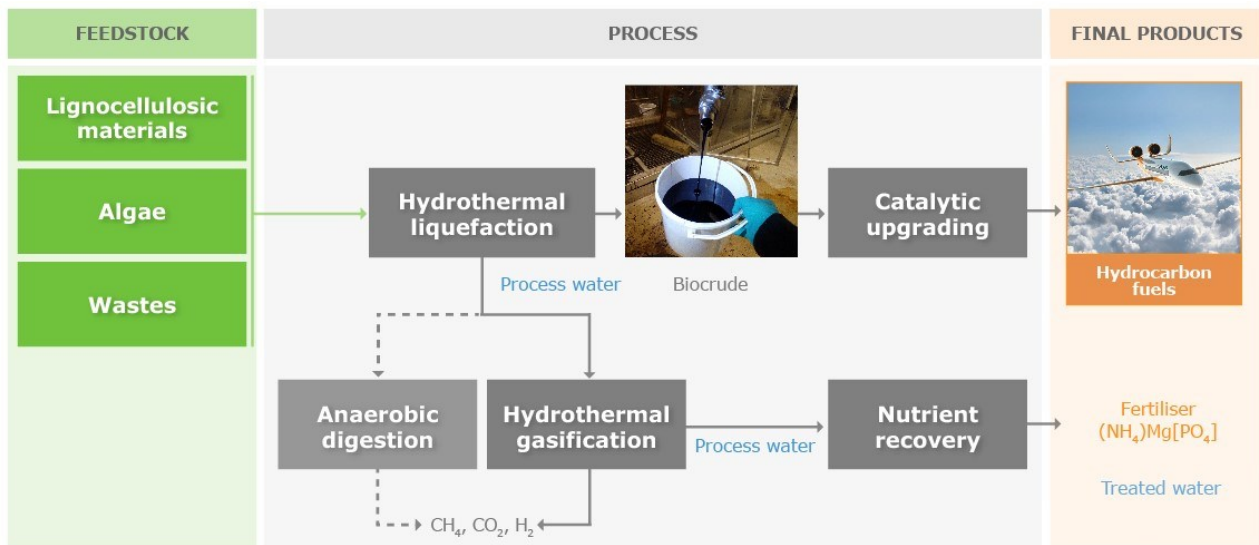 FEEDSTOCK
PROCESS
FINAL PRODUCTS
Lignocellulosic
materials
Algae
Wastes
Hydrothermal
liquefaction
Catalytic
upgrading
Hydrocarbon
fuels
Process water
Biocrude
Anaerobic
digestion
Hydrothermal
gasification
Process water
Nutrient
recovery
Fertiliser
(NH₄)Mg[PO₄]
Treated water
CH₄, CO₂, H₂